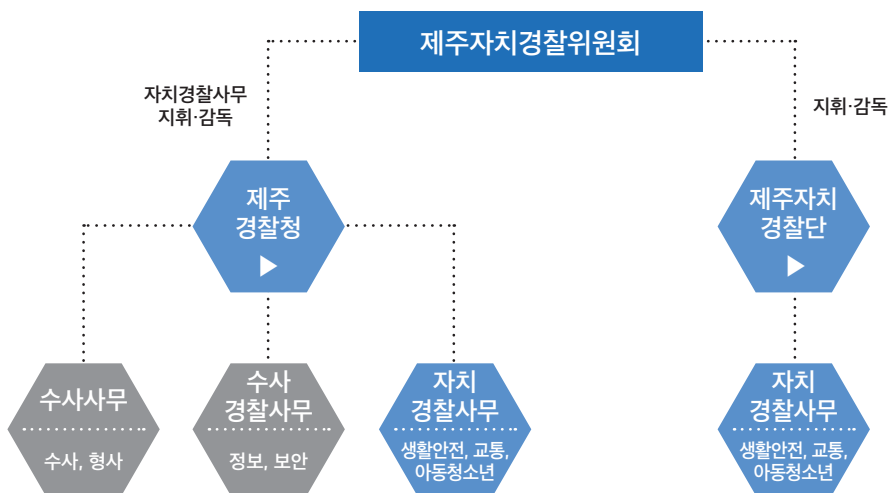 제주자치경찰위원회
자치경찰사무
지휘·감독
지휘·감독
제주
경찰청
제주자치
경찰단
수사사무
수사, 형사
수사
경찰사무
정보, 보안
자치
경찰사무
생활안전, 교통,
아동청소년
자치
경찰사무
생활안전, 교통,
아동청소년